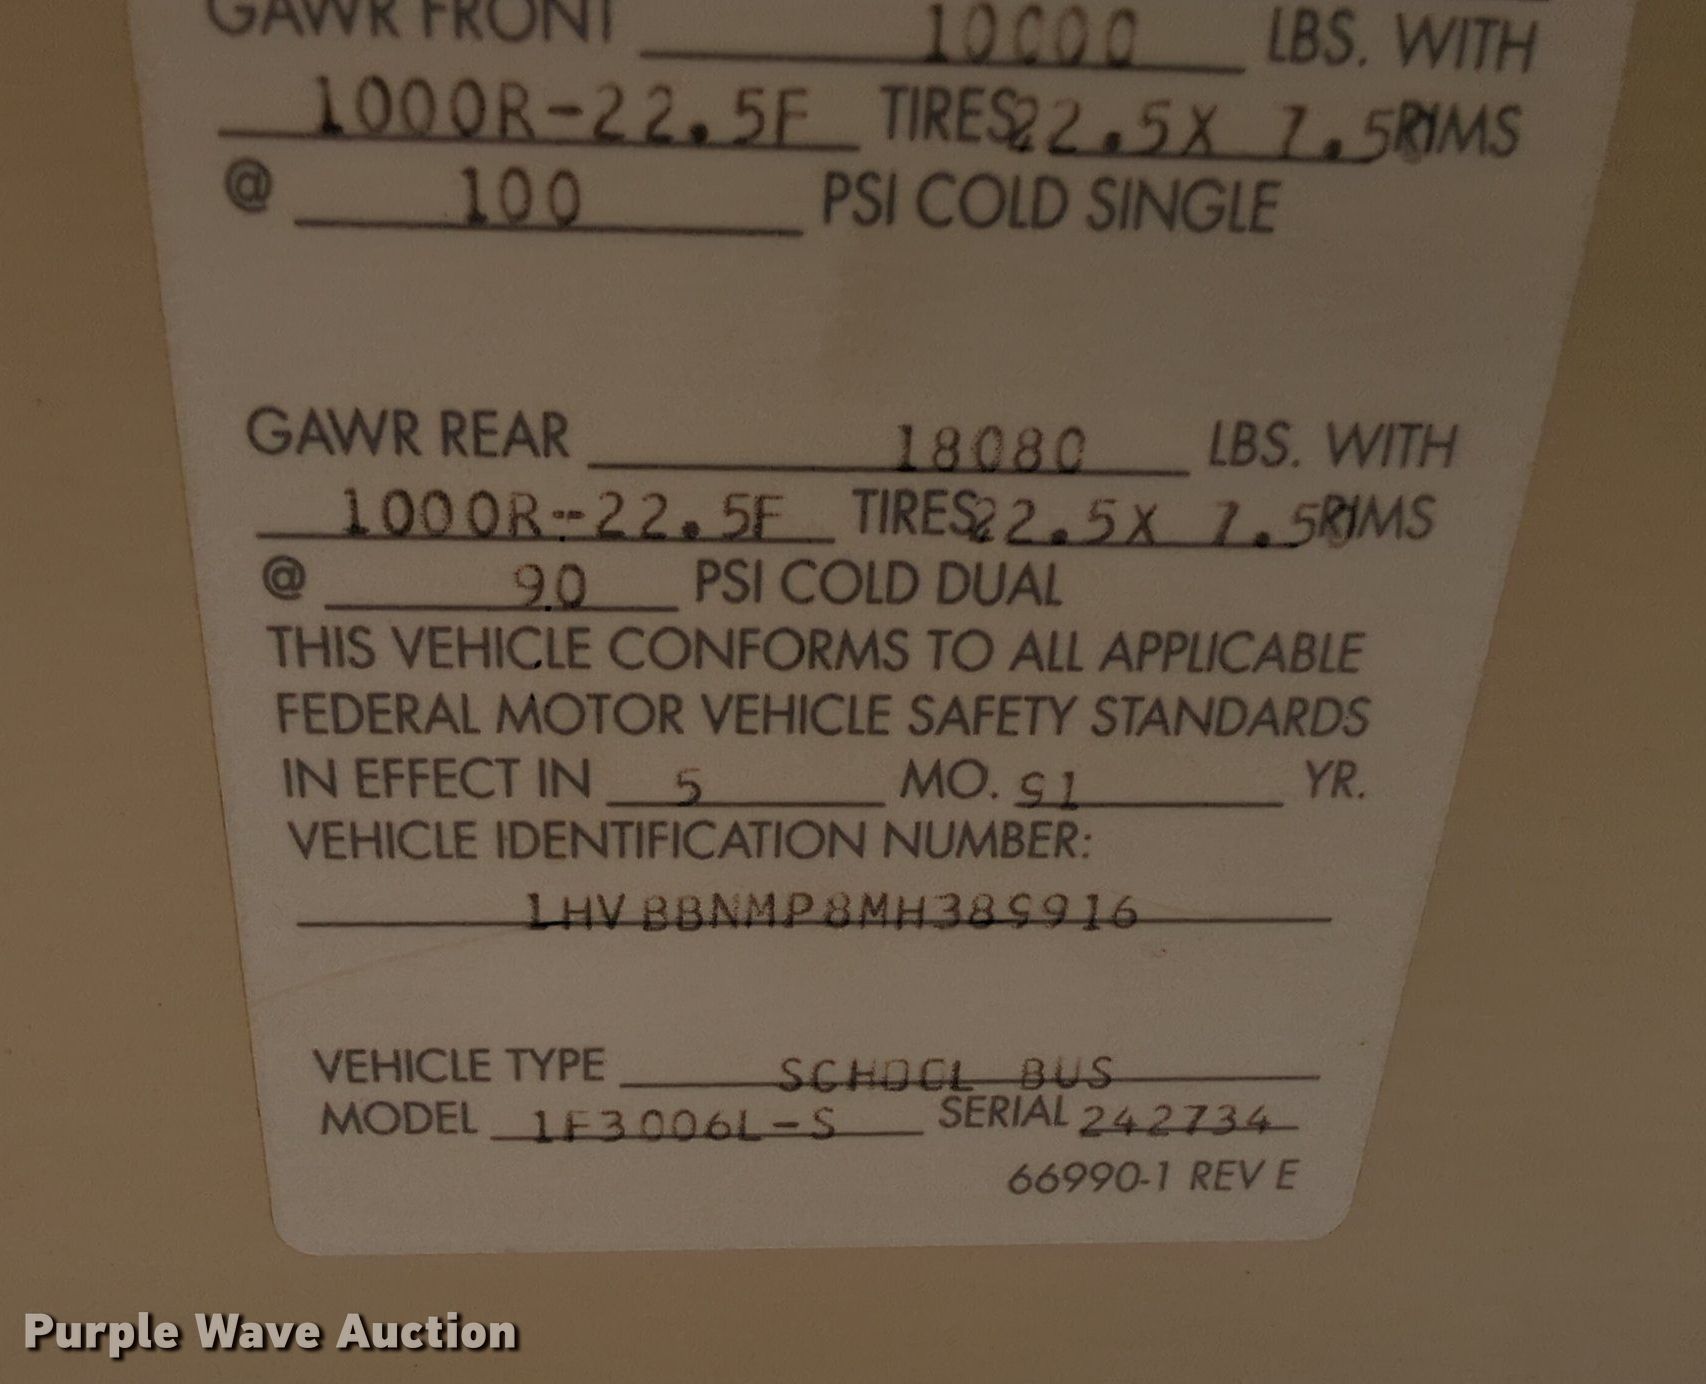 GAWR FRONT 10000 LBS. WITH
1000R-22.5F TIRES 22.5X 7.5 RIMS
@ 100 PSI COLD SINGLE
GAWR REAR 18080 LBS. WITH
1000R-22.5F TIRES 22.5X 7.5 RIMS
@ 90 PSI COLD DUAL
THIS VEHICLE CONFORMS TO ALL APPLICABLE
FEDERAL MOTOR VEHICLE SAFETY STANDARDS
IN EFFECT IN 5 MO. 91 YR.
VEHICLE IDENTIFICATION NUMBER:
1HVBBNMP8MH389916
VEHICLE TYPE SCHOOL BUS
MODEL 1F3006L-S SERIAL 242734
66990-1 REV E
Purple Wave Auction